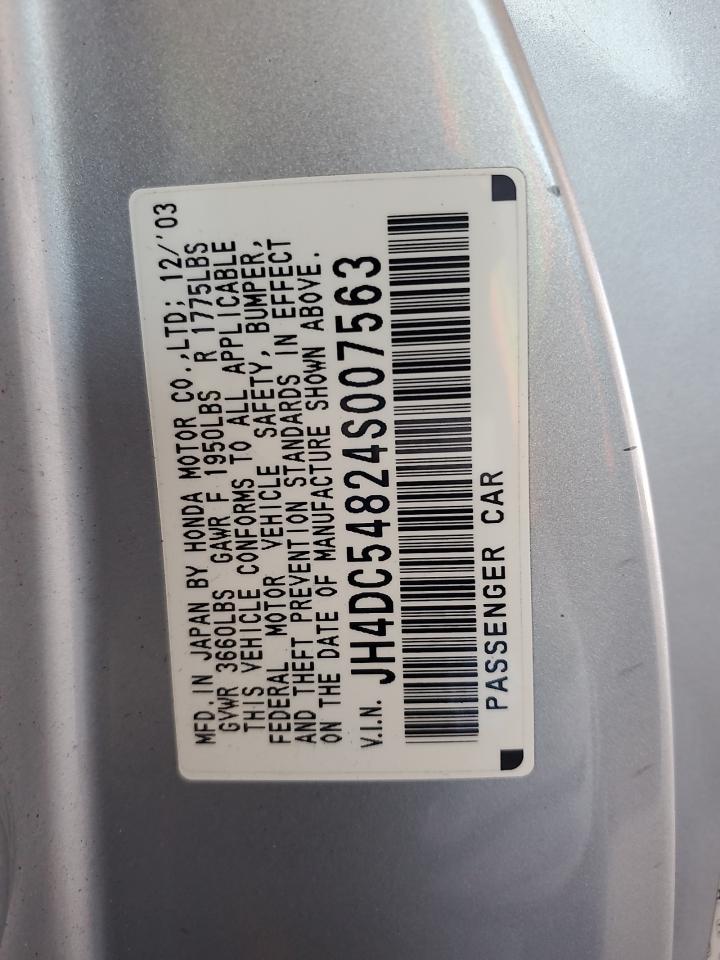 MFD. IN JAPAN BY HONDA MOTOR CO.,LTD; 12/'03
GVWR 3660LBS GAWR F 1950LBS R 1775LBS
THIS VEHICLE CONFORMS TO ALL APPLICABLE
FEDERAL MOTOR VEHICLE SAFETY, BUMPER,
AND THEFT PREVENTION STANDARDS IN EFFECT
ON THE DATE OF MANUFACTURE SHOWN ABOVE.
V.I.N. JH4DC54824S007563
PASSENGER CAR